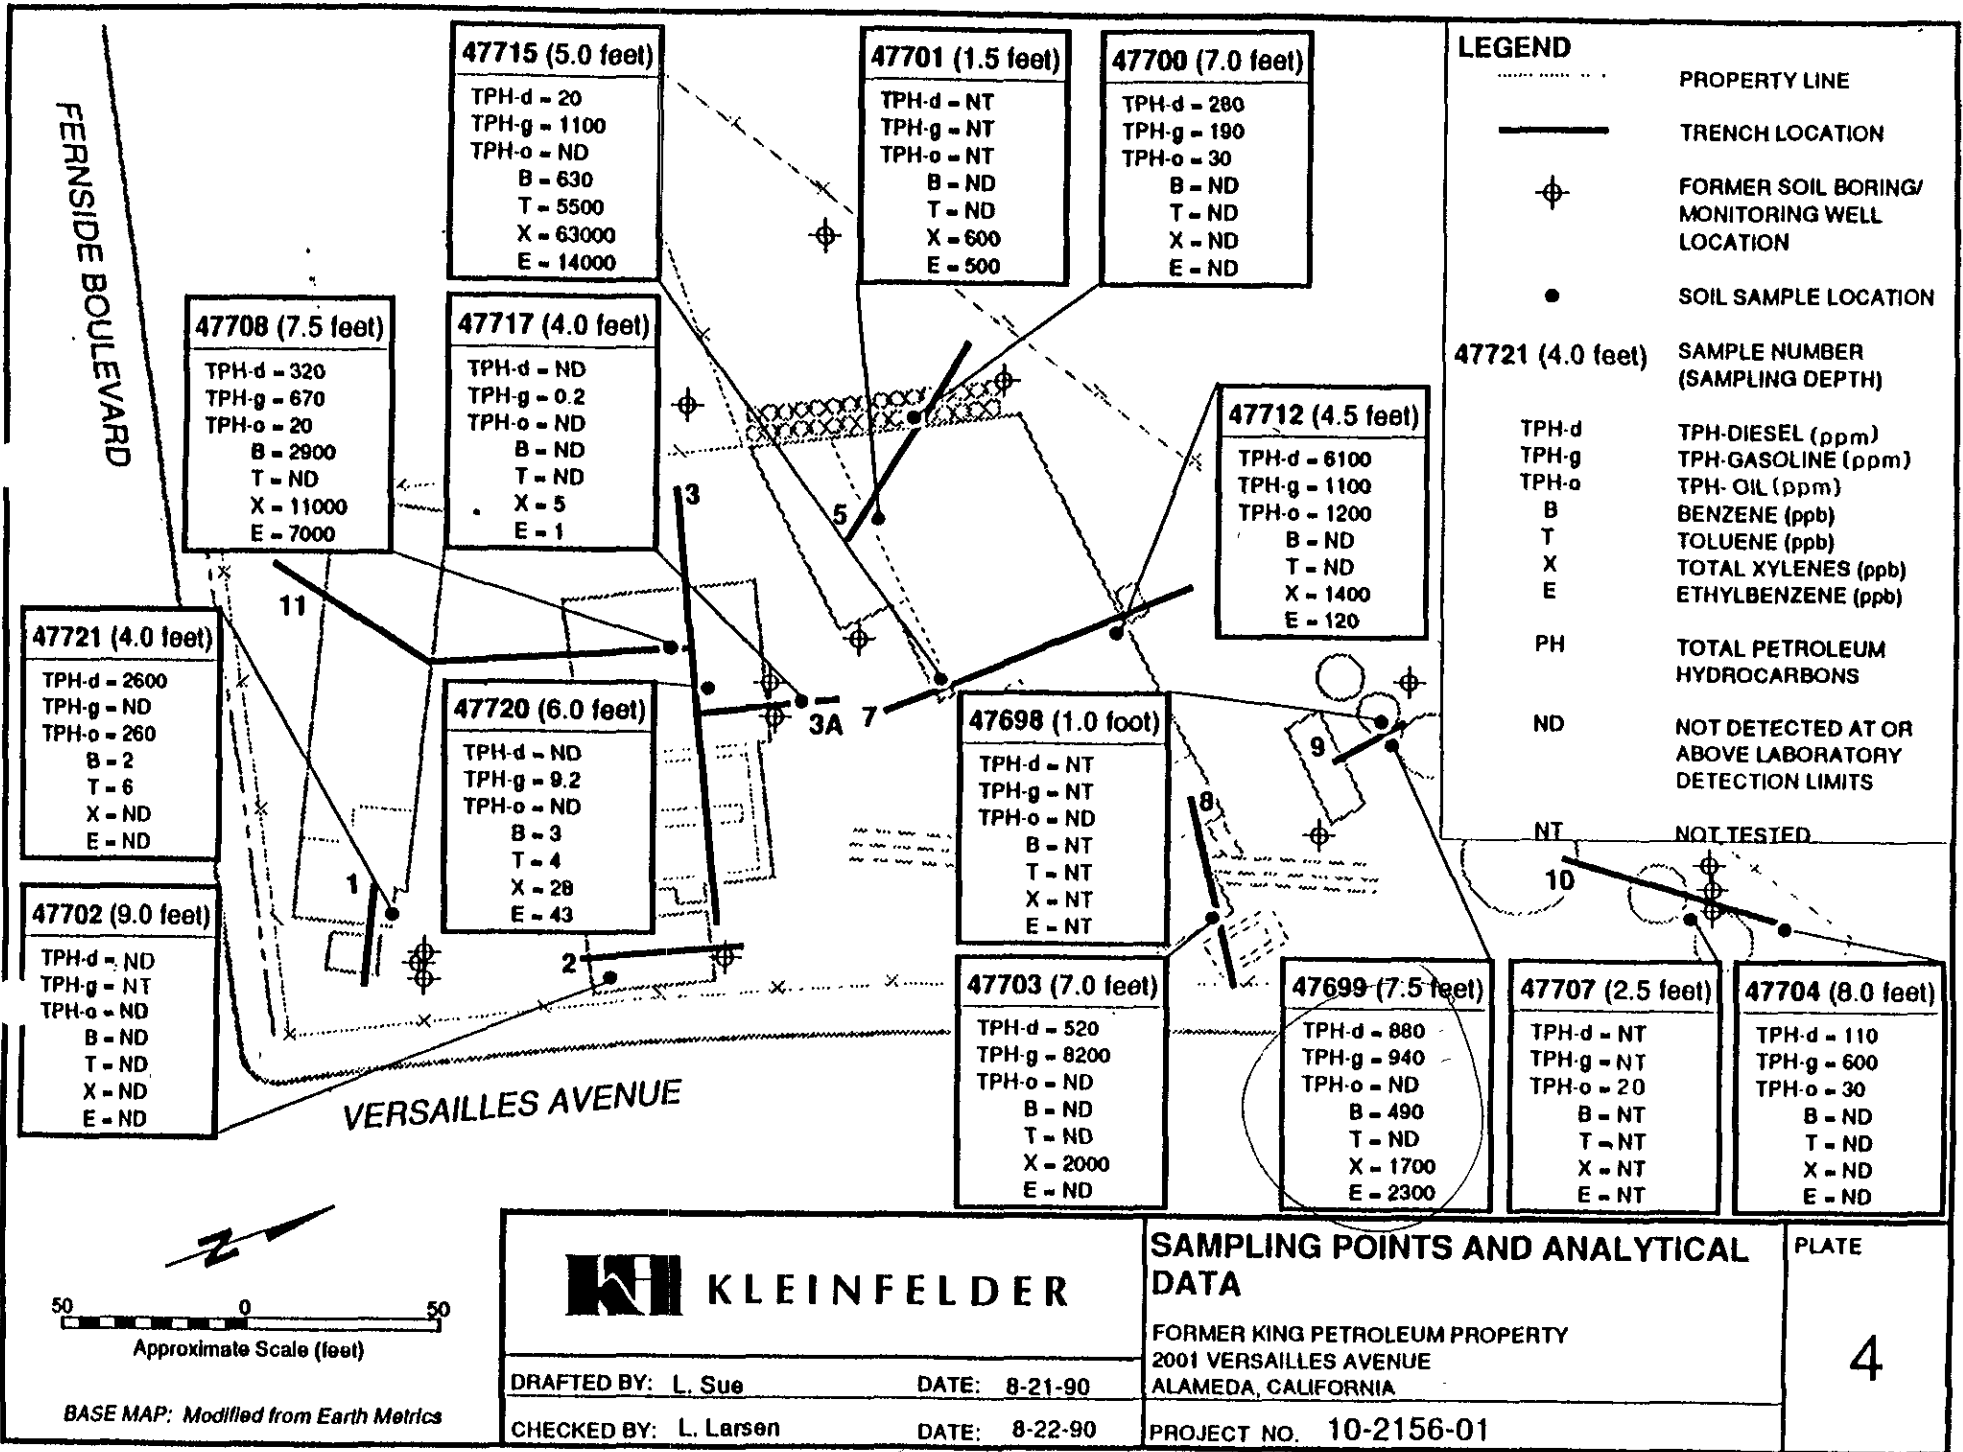 FERNSIDE BOULEVARD
47715 (5.0 feet)
TPH-d = 20
TPH-g = 1100
TPH-o = ND
B = 630
T = 5500
X = 63000
E = 14000
47701 (1.5 feet)
TPH-d = NT
TPH-g = NT
TPH-o = NT
B = ND
T = ND
X = 600
E = 500
47700 (7.0 feet)
TPH-d = 280
TPH-g = 190
TPH-o = 30
B = ND
T = ND
X = ND
E = ND
47708 (7.5 feet)
TPH-d = 320
TPH-g = 670
TPH-o = 20
B = 2900
T = ND
X = 11000
E = 7000
47717 (4.0 feet)
TPH-d = ND
TPH-g = 0.2
TPH-o = ND
B = ND
T = ND
X = 5
E = 1
47712 (4.5 feet)
TPH-d = 6100
TPH-g = 1100
TPH-o = 1200
B = ND
T = ND
X = 1400
E = 120
47721 (4.0 feet)
TPH-d = 2600
TPH-g = ND
TPH-o = 260
B = 2
T = 6
X = ND
E = ND
47720 (6.0 feet)
TPH-d = ND
TPH-g = 9.2
TPH-o = ND
B = 3
T = 4
X = 28
E = 43
47698 (1.0 foot)
TPH-d = NT
TPH-g = NT
TPH-o = ND
B = NT
T = NT
X = NT
E = NT
47702 (9.0 feet)
TPH-d = ND
TPH-g = NT
TPH-o = ND
B = ND
T = ND
X = ND
E = ND
47703 (7.0 feet)
TPH-d = 520
TPH-g = 8200
TPH-o = ND
B = ND
T = ND
X = 2000
E = ND
47699 (7.5 feet)
TPH-d = 880
TPH-g = 940
TPH-o = ND
B = 490
T = ND
X = 1700
E = 2300
47707 (2.5 feet)
TPH-d = NT
TPH-g = NT
TPH-o = 20
B = NT
T = NT
X = NT
E = NT
47704 (8.0 feet)
TPH-d = 110
TPH-g = 600
TPH-o = 30
B = ND
T = ND
X = ND
E = ND
3
5
11
3A
7
9
8
1
10
2
VERSAILLES AVENUE
LEGEND
PROPERTY LINE
TRENCH LOCATION
FORMER SOIL BORING/
MONITORING WELL
LOCATION
SOIL SAMPLE LOCATION
47721 (4.0 feet) SAMPLE NUMBER
(SAMPLING DEPTH)
TPH-d TPH-DIESEL (ppm)
TPH-g TPH-GASOLINE (ppm)
TPH-o TPH- OIL (ppm)
B BENZENE (ppb)
T TOLUENE (ppb)
X TOTAL XYLENES (ppb)
E ETHYLBENZENE (ppb)
PH TOTAL PETROLEUM
HYDROCARBONS
ND NOT DETECTED AT OR
ABOVE LABORATORY
DETECTION LIMITS
NT NOT TESTED
N
50 0 50
Approximate Scale (feet)
BASE MAP: Modified from Earth Metrics
KLEINFELDER
DRAFTED BY: L. Sue DATE: 8-21-90
CHECKED BY: L. Larsen DATE: 8-22-90
SAMPLING POINTS AND ANALYTICAL
DATA
FORMER KING PETROLEUM PROPERTY
2001 VERSAILLES AVENUE
ALAMEDA, CALIFORNIA
PROJECT NO. 10-2156-01
PLATE
4